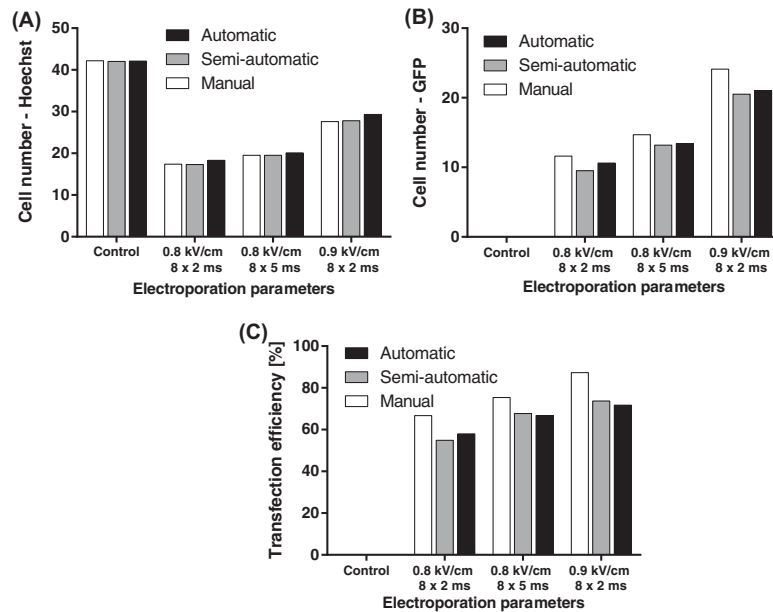 (A)
Automatic
Semi-automatic
Manual
Cell number - Hoechst
50
40
30
20
10
0
Control
0.8 kV/cm
8 x 2 ms
0.8 kV/cm
8 x 5 ms
0.9 kV/cm
8 x 2 ms
Electroporation parameters
(B)
Automatic
Semi-automatic
Manual
Cell number - GFP
30
20
10
0
Control
0.8 kV/cm
8 x 2 ms
0.8 kV/cm
8 x 5 ms
0.9 kV/cm
8 x 2 ms
Electroporation parameters
(C)
Automatic
Semi-automatic
Manual
Transfection efficiency [%]
100
80
60
40
20
0
Control
0.8 kV/cm
8 x 2 ms
0.8 kV/cm
8 x 5 ms
0.9 kV/cm
8 x 2 ms
Electroporation parameters